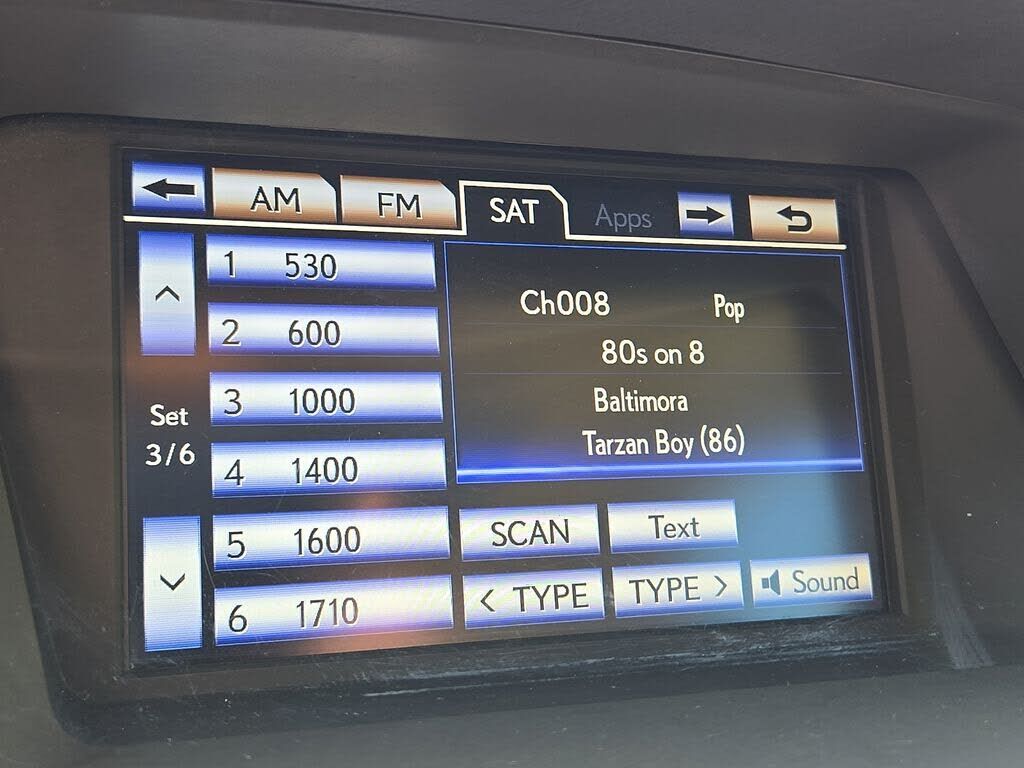 AM FM SAT Apps
1 530
2 600
3 1000
4 1400
5 1600
6 1710
Set
3/6
Ch008 Pop
80s on 8
Baltimora
Tarzan Boy (86)
SCAN Text
< TYPE TYPE > Sound